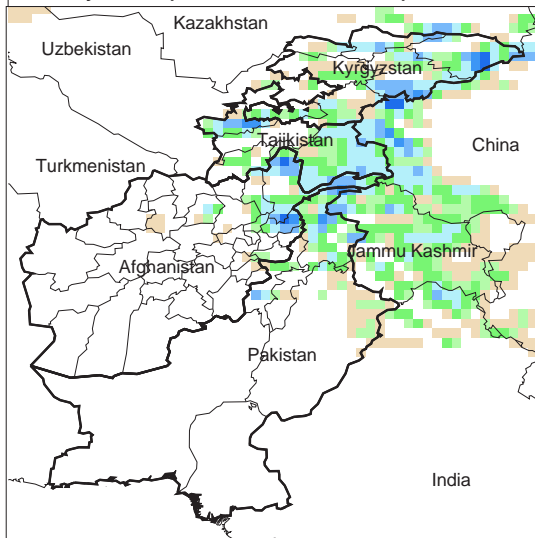 Kazakhstan
Uzbekistan
Kyrgyzstan
Tajikistan
China
Turkmenistan
Jammu Kashmir
Afghanistan
Pakistan
India